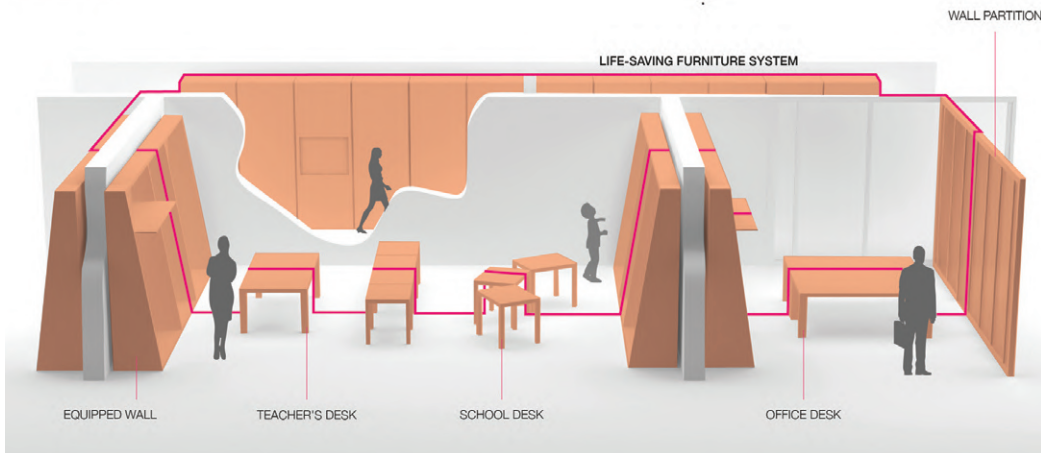 WALL PARTITION
LIFE-SAVING FURNITURE SYSTEM
EQUIPPED WALL
TEACHER'S DESK
SCHOOL DESK
OFFICE DESK